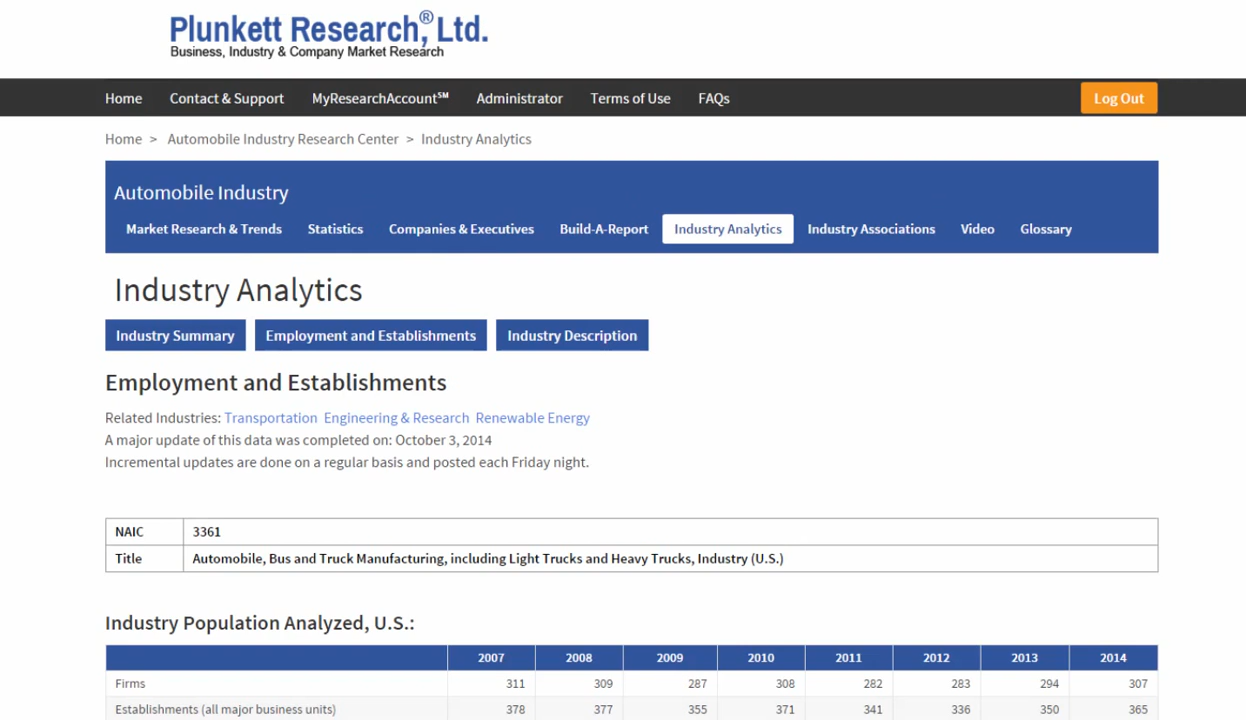 Plunkett Research,® Ltd.
Business, Industry & Company Market Research
Home Contact & Support MyResearchAccount℠ Administrator Terms of Use FAQs Log Out
Home > Automobile Industry Research Center > Industry Analytics
Automobile Industry
Market Research & Trends Statistics Companies & Executives Build-A-Report Industry Analytics Industry Associations Video Glossary
Industry Analytics
Industry Summary Employment and Establishments Industry Description
Employment and Establishments
Related Industries: Transportation Engineering & Research Renewable Energy
A major update of this data was completed on: October 3, 2014
Incremental updates are done on a regular basis and posted each Friday night.
NAIC 3361
Title Automobile, Bus and Truck Manufacturing, including Light Trucks and Heavy Trucks, Industry (U.S.)
Industry Population Analyzed, U.S.:
2007 2008 2009 2010 2011 2012 2013 2014
Firms 311 309 287 308 282 283 294 307
Establishments (all major business units) 378 377 355 371 341 336 350 365